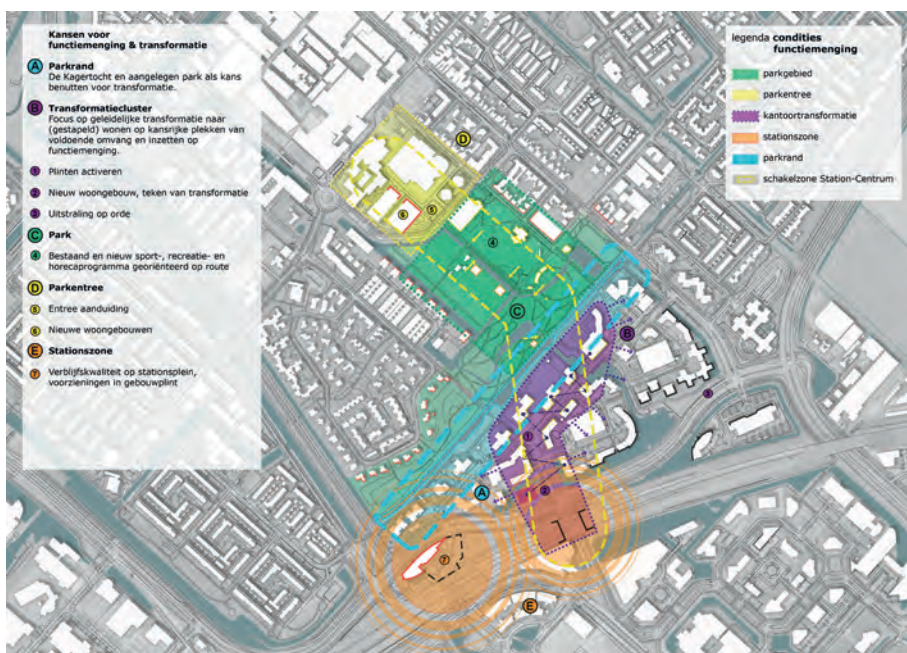 Kansen voor
functiemenging & transformatie
A Parkrand
De Kagertocht en aangelegen park als kans
benutten voor transformatie.
B Transformatiecluster
Focus op geleidelijke transformatie naar
(gestapeld) wonen op kansrijke plekken van
voldoende omvang en inzetten op
functiemenging.
1 Plinten activeren
2 Nieuw woongebouw, teken van transformatie
3 Uitstraling op orde
C Park
4 Bestaand en nieuw sport-, recreatie- en
horecaprogramma georiënteerd op route
D Parkentree
5 Entree aanduiding
6 Nieuwe woongebouwen
E Stationszone
7 Verblijfskwaliteit op stationsplein,
voorzieningen in gebouwplint
legenda condities
functiemenging
parkgebied
parkentree
kantoortransformatie
stationszone
parkrand
schakelzone Station-Centrum
D
6
5
4
C
B
3
1
A
2
7
E